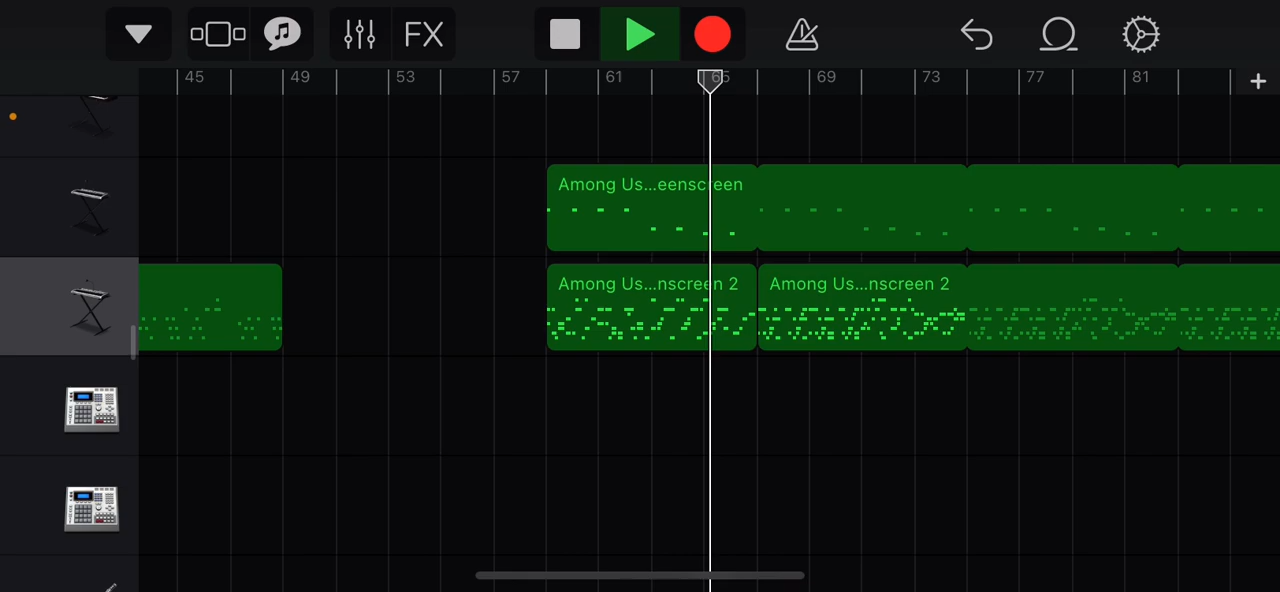 FX
45 49 53 57 61 65 69 73 77 81
Among Us...eenscreen
Among Us...nscreen 2 Among Us...nscreen 2